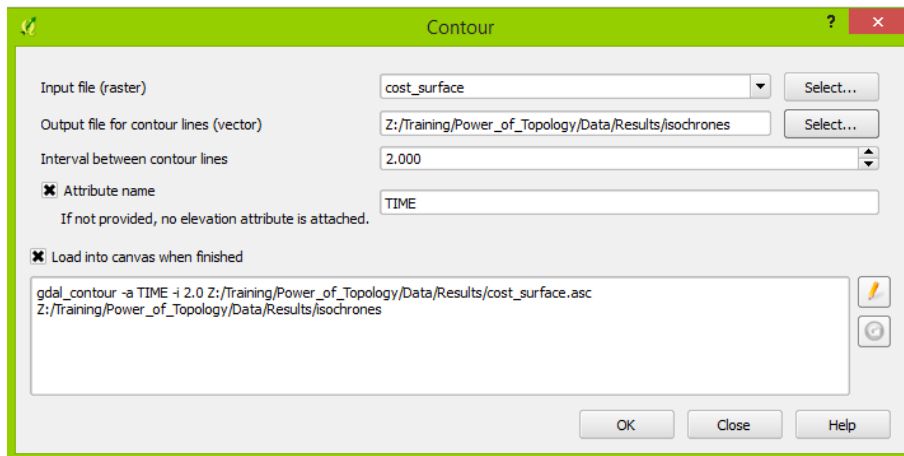 Contour
?
×
Input file (raster)
cost_surface
Select...
Output file for contour lines (vector)
Z:/Training/Power_of_Topology/Data/Results/isochrones
Select...
Interval between contour lines
2.000
Attribute name
TIME
If not provided, no elevation attribute is attached.
Load into canvas when finished
gdal_contour -a TIME -i 2.0 Z:/Training/Power_of_Topology/Data/Results/cost_surface.asc
Z:/Training/Power_of_Topology/Data/Results/isochrones
OK
Close
Help